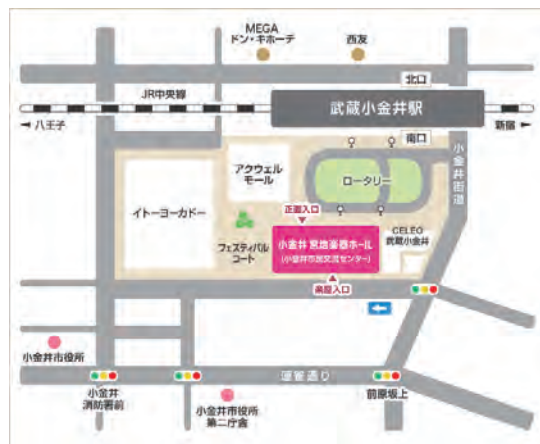 MEGA
ドン・キホーテ
西友
北口
JR中央線
武蔵小金井駅
八王子
新宿
南口
小金井街道
アクウェル
モール
ロータリー
イトーヨーカドー
正面入口
小金井 宮地楽器ホール
(小金井市民交流センター)
CELEO
武蔵小金井
フェスティバル
コート
楽屋入口
小金井市役所
連雀通り
小金井
消防署前
小金井市役所
第二庁舎
前原坂上